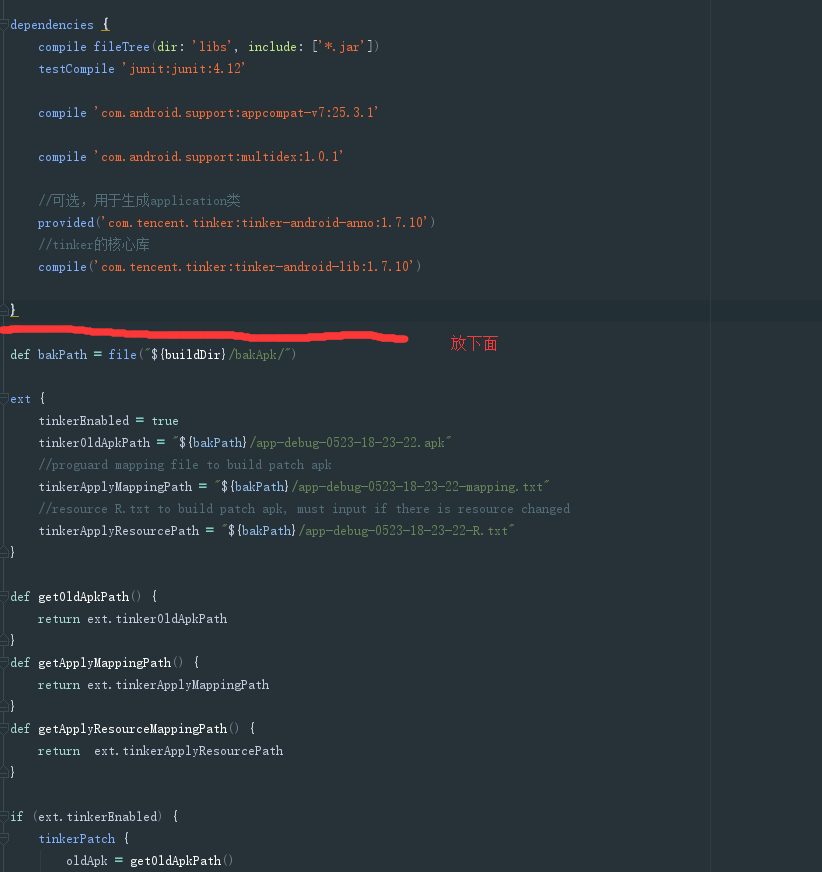 dependencies {
compile fileTree(dir: 'libs', include: ['*.jar'])
testCompile 'junit:junit:4.12'
compile 'com.android.support:appcompat-v7:25.3.1'
compile 'com.android.support:multidex:1.0.1'
//可选，用于生成application类
provided('com.tencent.tinker:tinker-android-anno:1.7.10')
//tinker的核心库
compile('com.tencent.tinker:tinker-android-lib:1.7.10')
}
放下面
def bakPath = file("${buildDir}/bakApk/")
ext {
tinkerEnabled = true
tinkerOldApkPath = "${bakPath}/app-debug-0523-18-23-22.apk"
//proguard mapping file to build patch apk
tinkerApplyMappingPath = "${bakPath}/app-debug-0523-18-23-22-mapping.txt"
//resource R.txt to build patch apk, must input if there is resource changed
tinkerApplyResourcePath = "${bakPath}/app-debug-0523-18-23-22-R.txt"
}
def getOldApkPath() {
return ext.tinkerOldApkPath
}
def getApplyMappingPath() {
return ext.tinkerApplyMappingPath
}
def getApplyResourceMappingPath() {
return  ext.tinkerApplyResourcePath
}
if (ext.tinkerEnabled) {
tinkerPatch {
oldApk = getOldApkPath()